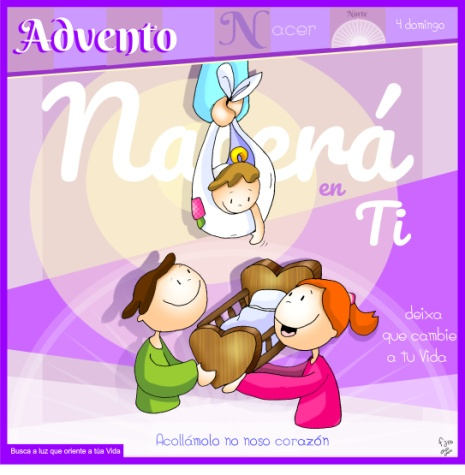 Advento
Nacer
Norte
4 domingo
Nacerá
en
Ti
deixa
que cambie
a tu Vida
Acollámolo no noso corazón
Busca a luz que oriente a túa Vida